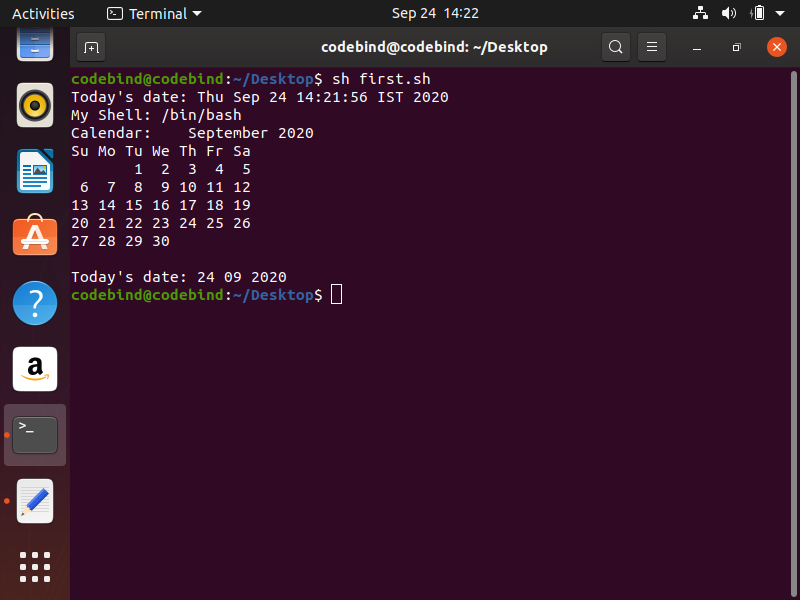 Activities Terminal Sep 24 14:22
codebind@codebind: ~/Desktop
codebind@codebind:~/Desktop$ sh first.sh
Today's date: Thu Sep 24 14:21:56 IST 2020
My Shell: /bin/bash
Calendar:    September 2020
Su Mo Tu We Th Fr Sa
       1  2  3  4  5
 6  7  8  9 10 11 12
13 14 15 16 17 18 19
20 21 22 23 24 25 26
27 28 29 30
Today's date: 24 09 2020
codebind@codebind:~/Desktop$